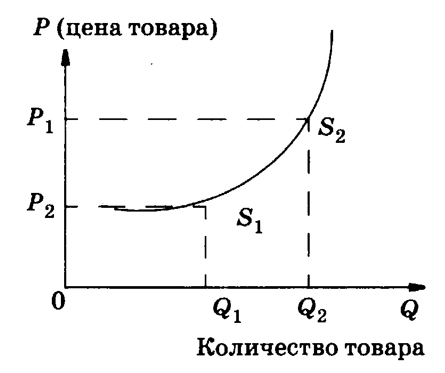 P (цена товара)
P1
S2
P2
S1
0
Q1
Q2
Q
Количество товара